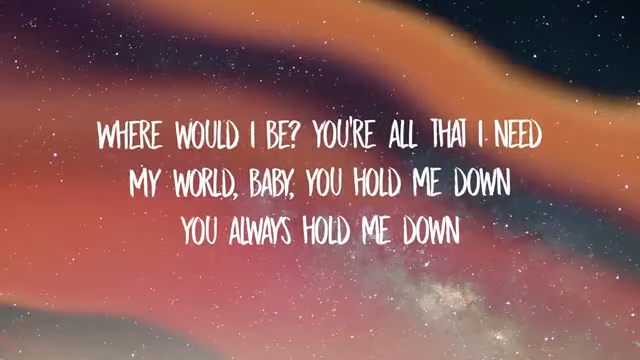 WHERE WOULD I BE? YOU'RE ALL THAT I NEED
MY WORLD, BABY, YOU HOLD ME DOWN
YOU ALWAYS HOLD ME DOWN